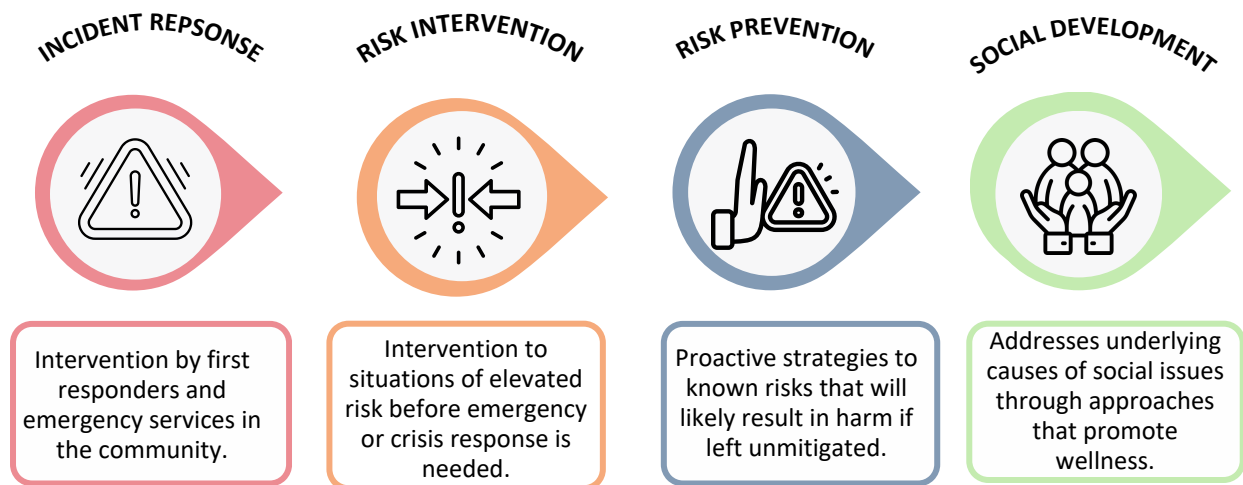 INCIDENT REPSONSE
RISK INTERVENTION
RISK PREVENTION
SOCIAL DEVELOPMENT
Intervention by first
responders and
emergency services in
the community.
Intervention to
situations of elevated
risk before emergency
or crisis response is
needed.
Proactive strategies to
known risks that will
likely result in harm if
left unmitigated.
Addresses underlying
causes of social issues
through approaches
that promote
wellness.